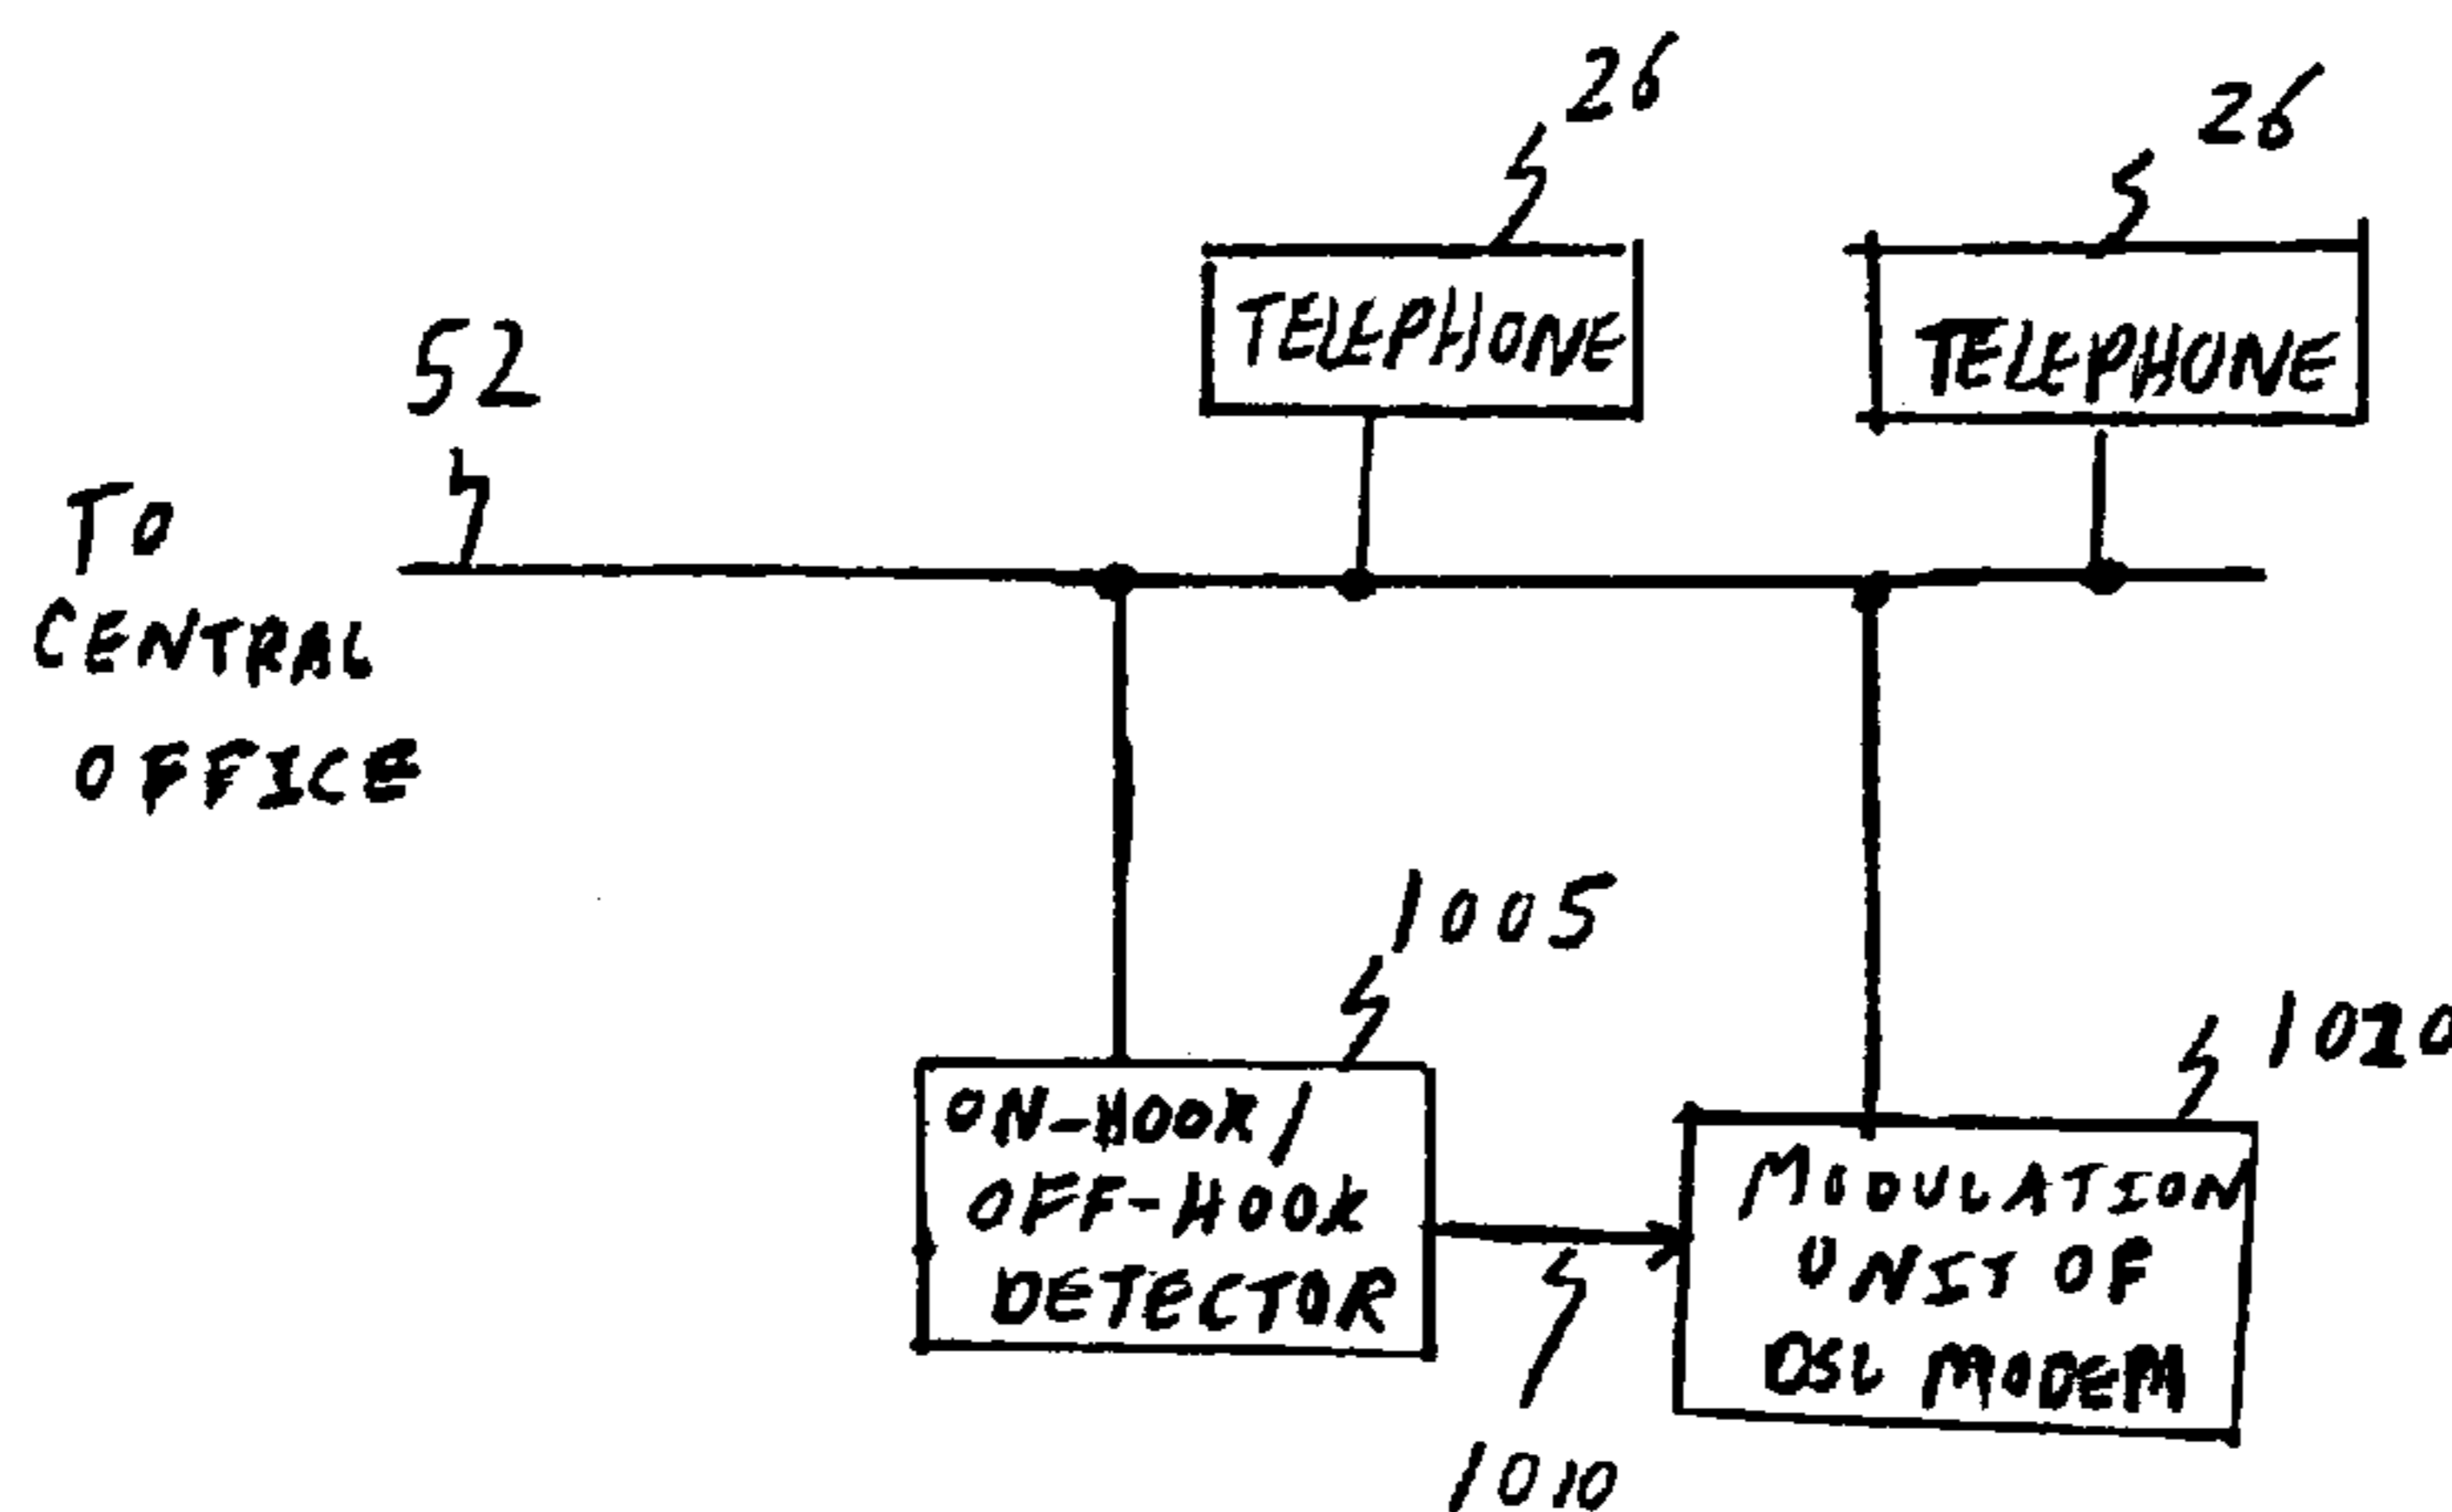 26
26
TELEPHONE
TELEPHONE
52
TO
CENTRAL
OFFICE
1005
1020
ON-HOOK/
OFF-HOOK
DETECTOR
MODULATION
UNIT OF
DSL MODEM
1010